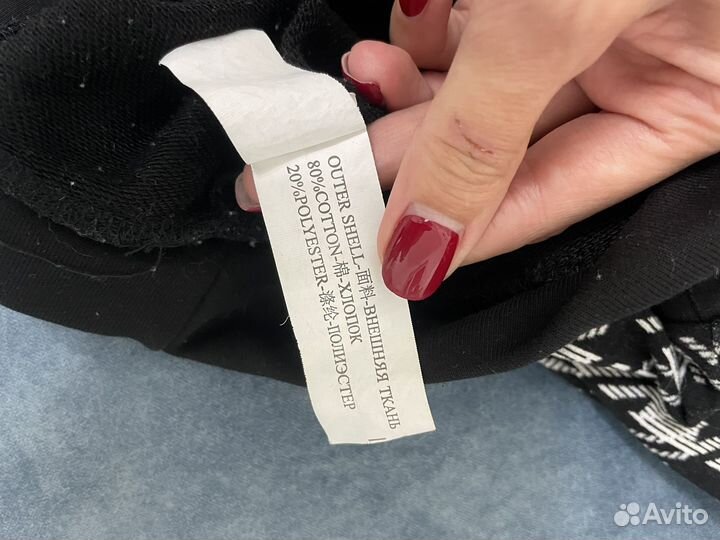 OUTER SHELL-面料-ВНЕШНЯЯ ТКАНЬ
80%COTTON-棉-ХЛОПОК
20%POLYESTER-涤纶-ПОЛИЭСТЕР
Avito